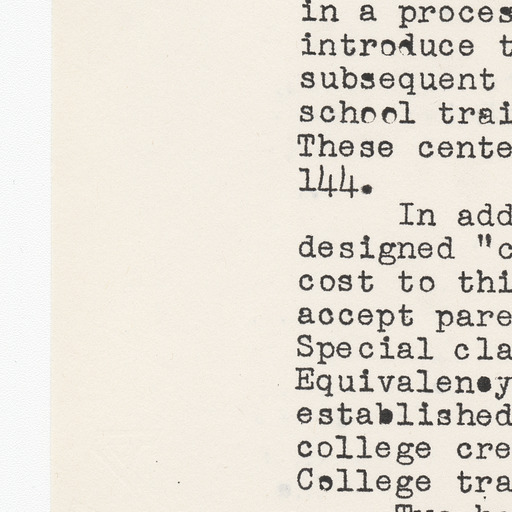 in a proces
introduce t
subsequent
school trai
These cente
144.
In add
designed "c
cost to thi
accept pare
Special cla
Equivalency
established
college cre
College tra